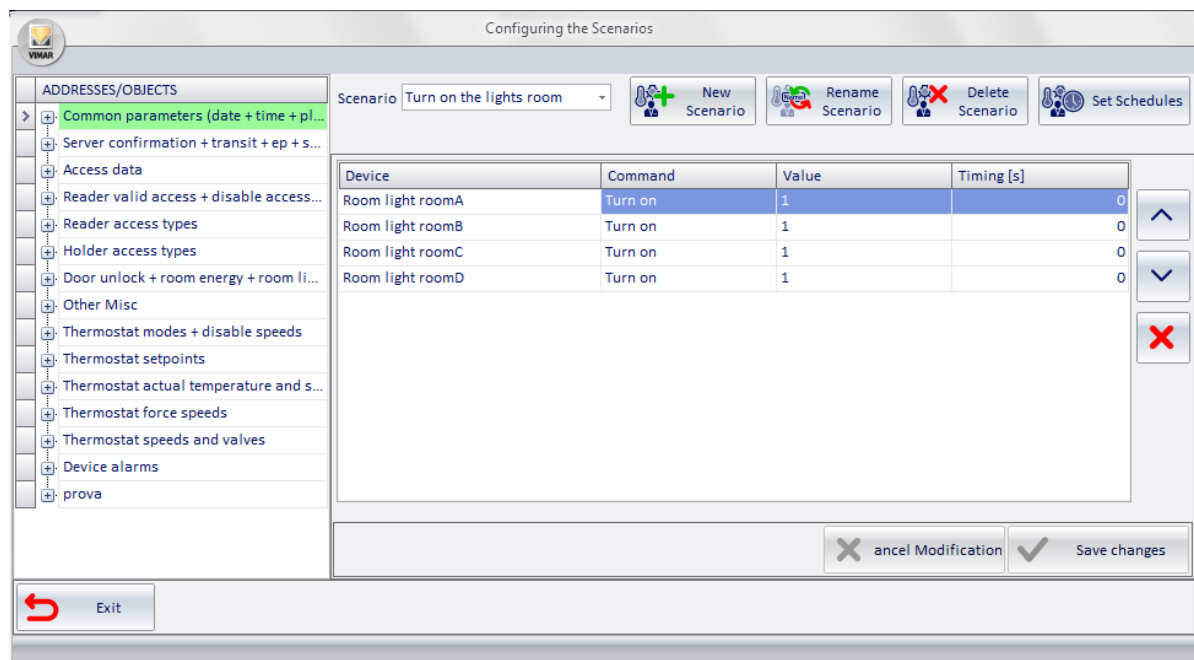 Configuring the Scenarios
VIMAR
ADDRESSES/OBJECTS
Common parameters (date + time + pl...
Server confirmation + transit + ep + s...
Access data
Reader valid access + disable access...
Reader access types
Holder access types
Door unlock + room energy + room li...
Other Misc
Thermostat modes + disable speeds
Thermostat setpoints
Thermostat actual temperature and s...
Thermostat force speeds
Thermostat speeds and valves
Device alarms
prova
Scenario Turn on the lights room
New Scenario
Rename Scenario
Delete Scenario
Set Schedules
Device Command Value Timing [s]
Room light roomA Turn on 1 0
Room light roomB Turn on 1 0
Room light roomC Turn on 1 0
Room light roomD Turn on 1 0
ancel Modification
Save changes
Exit